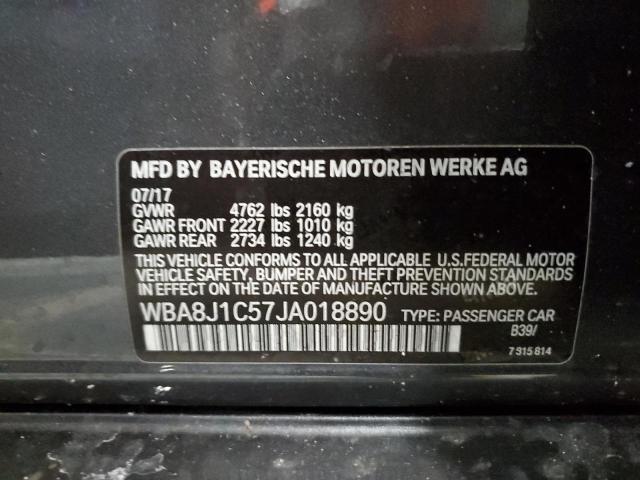 MFD BY BAYERISCHE MOTOREN WERKE AG
07/17
GVWR 4762 lbs 2160 kg
GAWR FRONT 2227 lbs 1010 kg
GAWR REAR 2734 lbs 1240 kg
THIS VEHICLE CONFORMS TO ALL APPLICABLE U.S.FEDERAL MOTOR
VEHICLE SAFETY, BUMPER AND THEFT PREVENTION STANDARDS
IN EFFECT ON THE DATE OF MANUFACTURE SHOWN ABOVE.
WBA8J1C57JA018890 TYPE: PASSENGER CAR
B39/
7 315 814